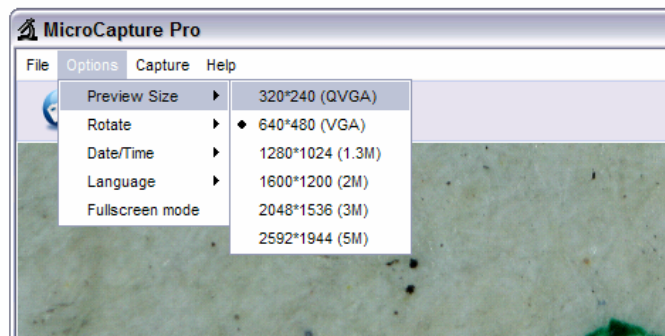 MicroCapture Pro
File Options Capture Help
Preview Size
Rotate
Date/Time
Language
Fullscreen mode
320*240 (QVGA)
640*480 (VGA)
1280*1024 (1.3M)
1600*1200 (2M)
2048*1536 (3M)
2592*1944 (5M)